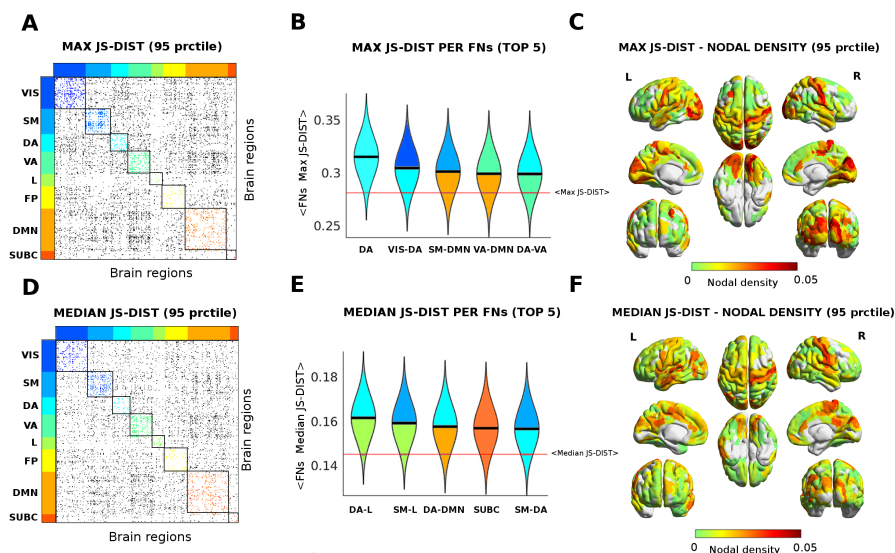 A
MAX JS-DIST (95 prctile)
VIS
SM
DA
VA
L
FP
DMN
SUBC
Brain regions
Brain regions
B
MAX JS-DIST PER FNs (TOP 5)
<FNs Max JS-DIST>
0.35
0.3
0.25
<Max JS-DIST>
DA VIS-DA SM-DMN VA-DMN DA-VA
C
MAX JS-DIST - NODAL DENSITY (95 prctile)
L R
0 0.05
Nodal density
D
MEDIAN JS-DIST (95 prctile)
VIS
SM
DA
VA
L
FP
DMN
SUBC
Brain regions
Brain regions
E
MEDIAN JS-DIST PER FNs (TOP 5)
<FNs Median JS-DIST>
0.18
0.16
0.14
<Median JS-DIST>
DA-L SM-L DA-DMN SUBC SM-DA
F
MEDIAN JS-DIST - NODAL DENSITY (95 prctile)
L R
0 0.05
Nodal density